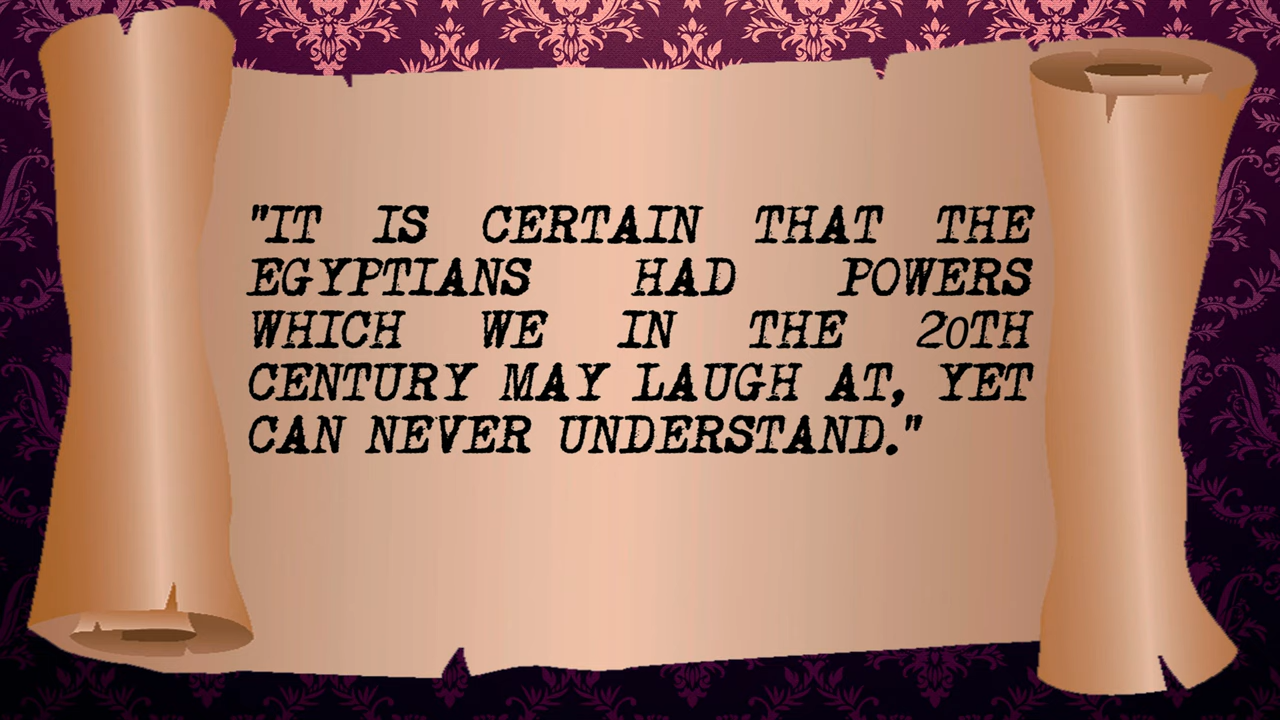 "IT IS CERTAIN THAT THE
EGYPTIANS HAD POWERS
WHICH WE IN THE 20TH
CENTURY MAY LAUGH AT, YET
CAN NEVER UNDERSTAND."